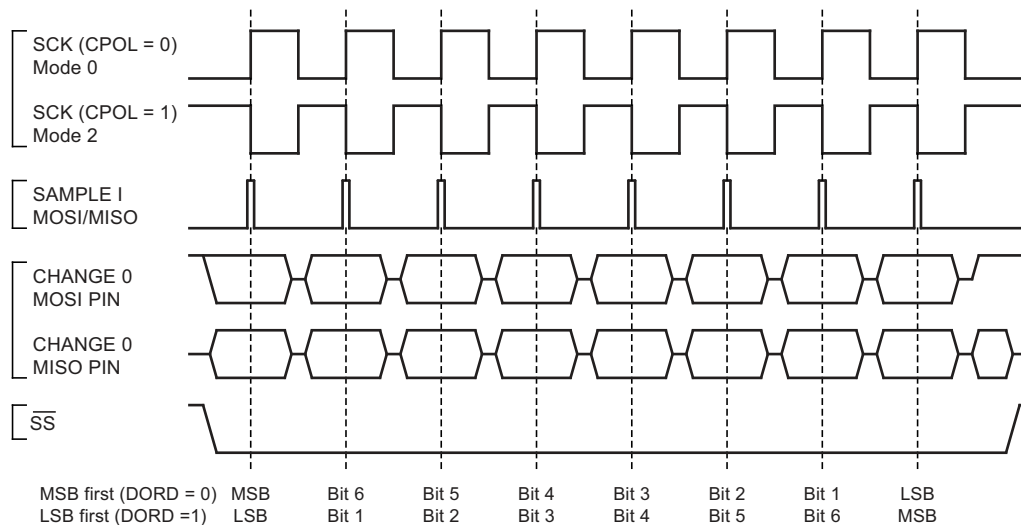 SCK (CPOL = 0)
Mode 0
SCK (CPOL = 1)
Mode 2
SAMPLE I
MOSI/MISO
CHANGE 0
MOSI PIN
CHANGE 0
MISO PIN
SS
MSB first (DORD = 0) MSB Bit 6 Bit 5 Bit 4 Bit 3 Bit 2 Bit 1 LSB
LSB first (DORD =1) LSB Bit 1 Bit 2 Bit 3 Bit 4 Bit 5 Bit 6 MSB